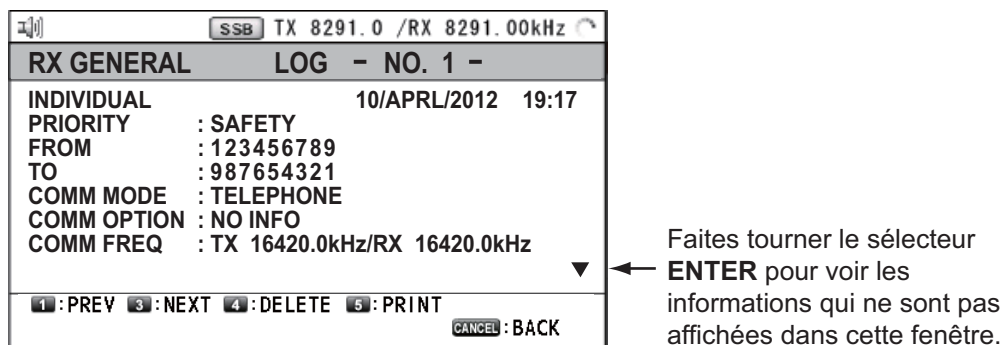 SSB TX 8291.0 /RX 8291.00kHz
RX GENERAL LOG - NO. 1 -
INDIVIDUAL 10/APRL/2012 19:17
PRIORITY : SAFETY
FROM : 123456789
TO : 987654321
COMM MODE : TELEPHONE
COMM OPTION : NO INFO
COMM FREQ : TX 16420.0kHz/RX 16420.0kHz
1 : PREV 3 : NEXT 4 : DELETE 5 : PRINT
CANCEL : BACK
Faites tourner le sélecteur
ENTER pour voir les
informations qui ne sont pas
affichées dans cette fenêtre.